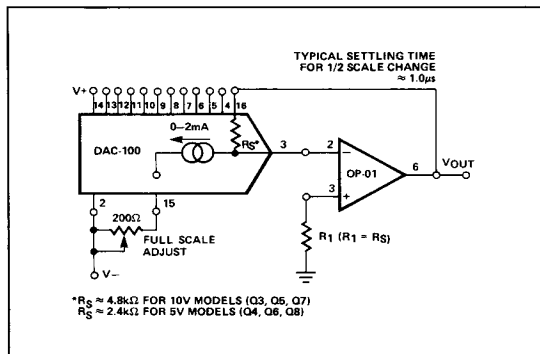 TYPICAL SETTLING TIME
FOR 1/2 SCALE CHANGE
≈ 1.0µs
V+
14 13 12 11 10 9 8 7 6 5 4 16
0–2mA
RS*
DAC-100
3
2
–
OP-01
6
VOUT
3
+
2
15
200Ω
FULL SCALE
ADJUST
R1 (R1 = RS)
V–
*RS ≈ 4.8kΩ FOR 10V MODELS (Q3, Q5, Q7)
RS ≈ 2.4kΩ FOR 5V MODELS (Q4, Q6, Q8)